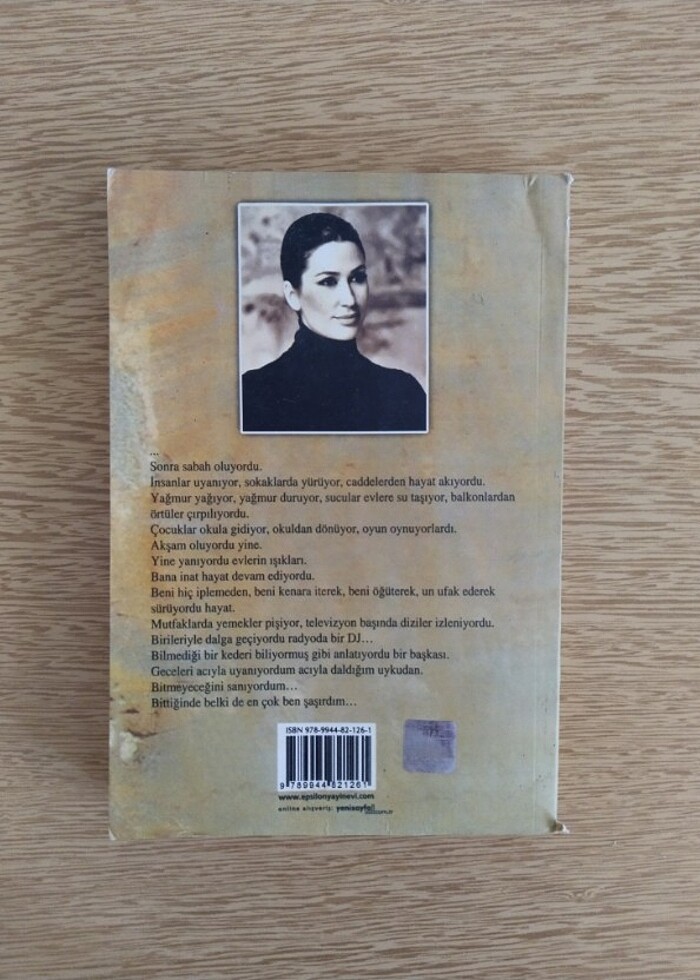 ...
Sonra sabah oluyordu.
İnsanlar uyanıyor, sokaklarda yürüyor, caddelerden hayat akıyordu.
Yağmur yağıyor, yağmur duruyor, sucular evlere su taşıyor, balkonlardan
örtüler çırpılıyordu.
Çocuklar okula gidiyor, okuldan dönüyor, oyun oynuyorlardı.
Akşam oluyordu yine.
Yine yanıyordu evlerin ışıkları.
Bana inat hayat devam ediyordu.
Beni hiç iplemeden, beni kenara iterek, beni öğüterek, un ufak ederek
sürüyordu hayat.
Mutfaklarda yemekler pişiyor, televizyon başında diziler izleniyordu.
Birileriyle dalga geçiyordu radyoda bir DJ...
Bilmediği bir kederi biliyormuş gibi anlatıyordu bir başkası.
Geceleri acıyla uyanıyordum acıyla daldığım uykudan.
Bitmeyeceğini sanıyordum...
Bittiğinde belki de en çok ben şaşırdım...
ISBN 978-9944-82-126-1
9 789944 821261
www.epsilonyayinevi.com
online alışveriş: